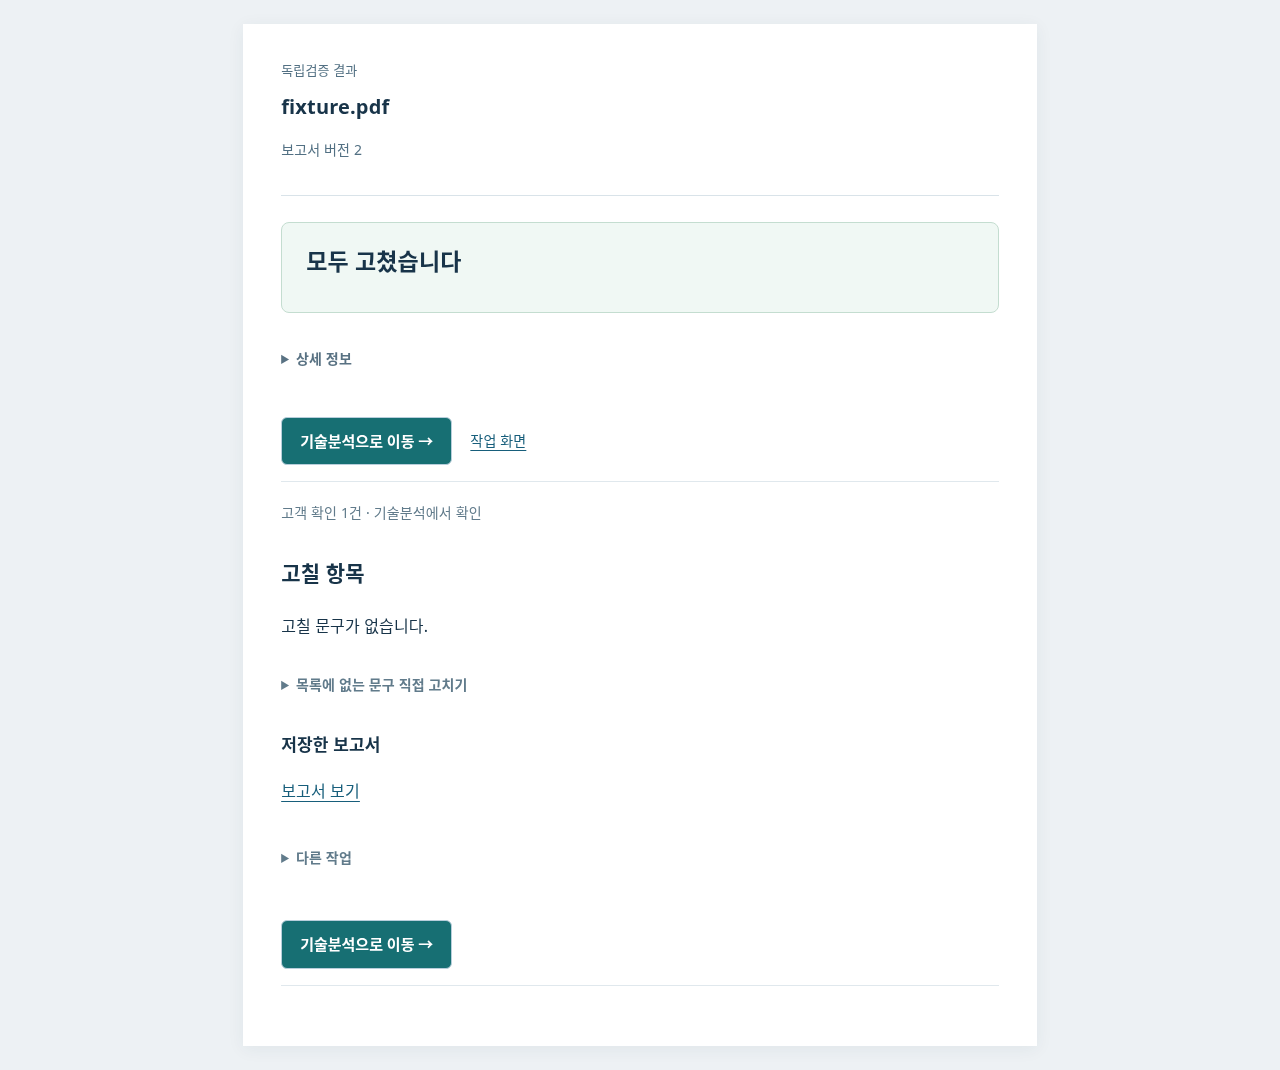 독립검증 결과
fixture.pdf
보고서 버전 2
모두 고쳤습니다
▶ 상세 정보
기술분석으로 이동 → 작업 화면
고객 확인 1건 · 기술분석에서 확인
고칠 항목
고칠 문구가 없습니다.
▶ 목록에 없는 문구 직접 고치기
저장한 보고서
보고서 보기
▶ 다른 작업
기술분석으로 이동 →